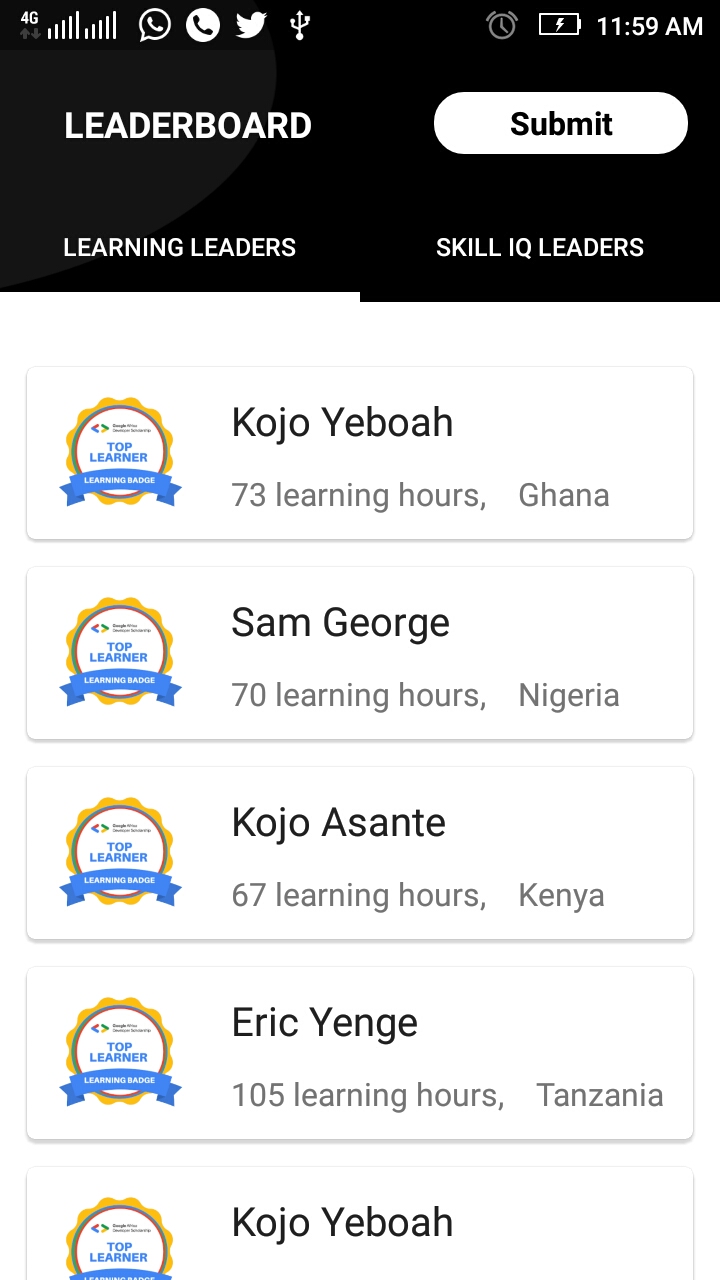 4G 11:59 AM
LEADERBOARD Submit
LEARNING LEADERS SKILL IQ LEADERS
Google Africa
Developer Scholarship
TOP
LEARNER
LEARNING BADGE
Kojo Yeboah
73 learning hours, Ghana
Google Africa
Developer Scholarship
TOP
LEARNER
LEARNING BADGE
Sam George
70 learning hours, Nigeria
Google Africa
Developer Scholarship
TOP
LEARNER
LEARNING BADGE
Kojo Asante
67 learning hours, Kenya
Google Africa
Developer Scholarship
TOP
LEARNER
LEARNING BADGE
Eric Yenge
105 learning hours, Tanzania
Google Africa
Developer Scholarship
TOP
LEARNER
LEARNING BADGE
Kojo Yeboah